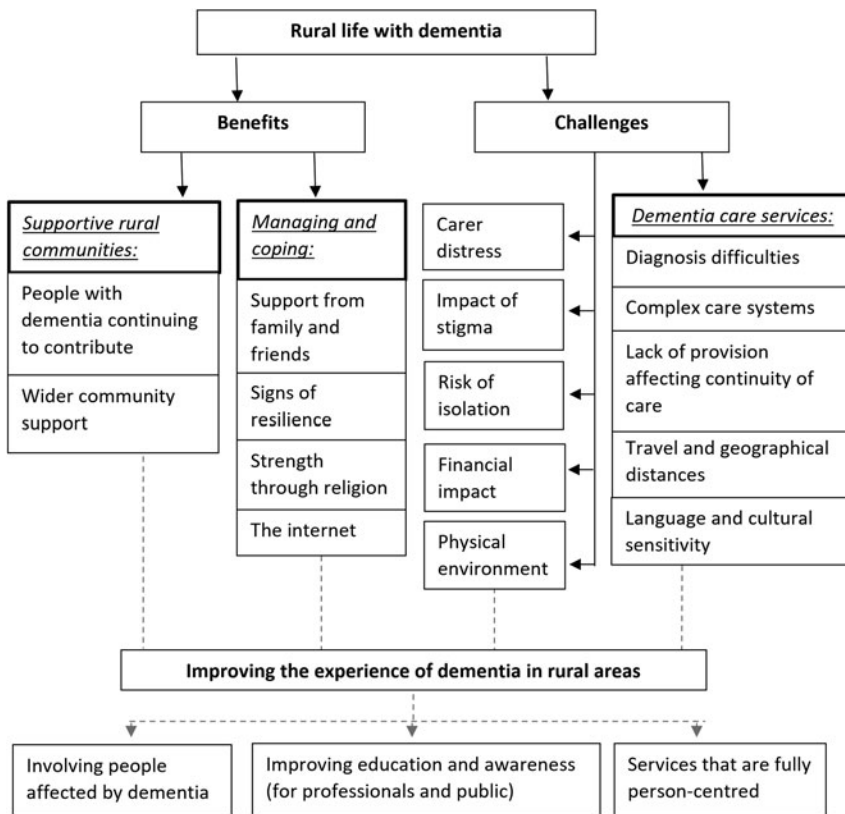 Rural life with dementia
Benefits
Challenges
Supportive rural
communities:
People with
dementia continuing
to contribute
Wider community
support
Managing and
coping:
Support from
family and
friends
Signs of
resilience
Strength
through religion
The internet
Carer
distress
Impact of
stigma
Risk of
isolation
Financial
impact
Physical
environment
Dementia care services:
Diagnosis difficulties
Complex care systems
Lack of provision
affecting continuity of
care
Travel and geographical
distances
Language and cultural
sensitivity
Improving the experience of dementia in rural areas
Involving people
affected by dementia
Improving education and awareness
(for professionals and public)
Services that are fully
person-centred